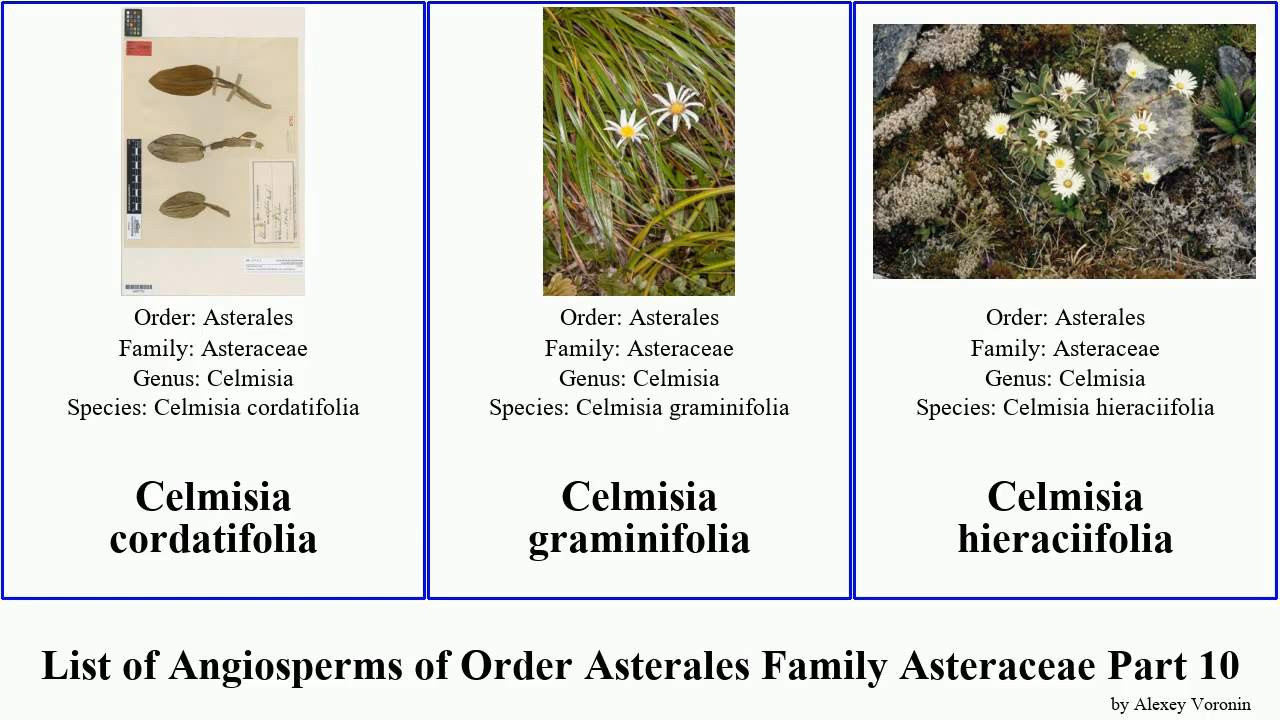 Order: Asterales
Family: Asteraceae
Genus: Celmisia
Species: Celmisia cordatifolia
Celmisia
cordatifolia
Order: Asterales
Family: Asteraceae
Genus: Celmisia
Species: Celmisia graminifolia
Celmisia
graminifolia
Order: Asterales
Family: Asteraceae
Genus: Celmisia
Species: Celmisia hieraciifolia
Celmisia
hieraciifolia
List of Angiosperms of Order Asterales Family Asteraceae Part 10
by Alexey Voronin